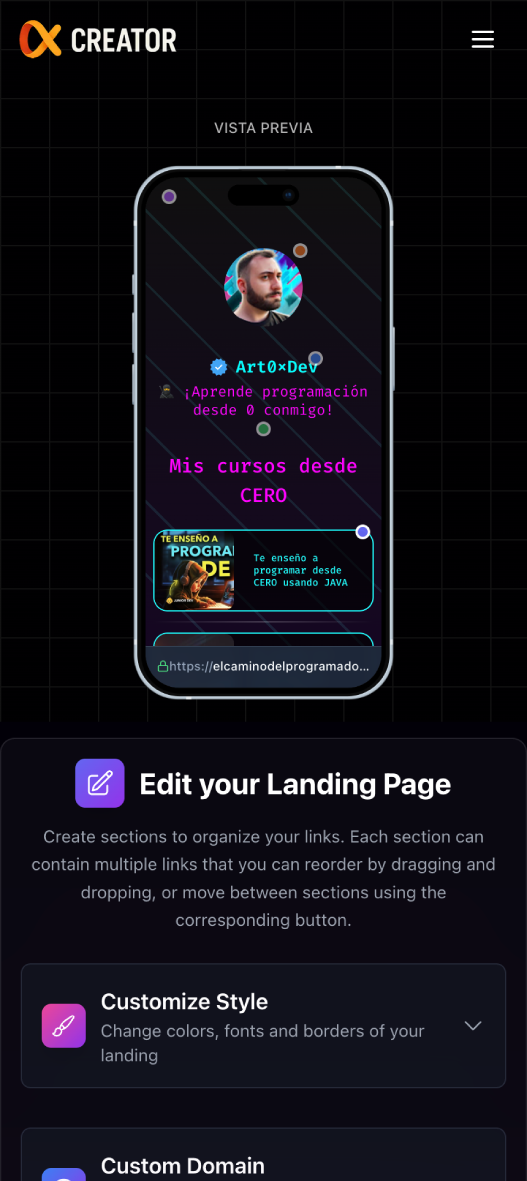 CREATOR
VISTA PREVIA
Art0×Dev
¡Aprende programación
desde 0 conmigo!
Mis cursos desde
CERO
TE ENSEÑO A
PROGRA
DE
Te enseño a
programar desde
CERO usando JAVA
https://elcaminodelprogramado...
Edit your Landing Page
Create sections to organize your links. Each section can
contain multiple links that you can reorder by dragging and
dropping, or move between sections using the
corresponding button.
Customize Style
Change colors, fonts and borders of your
landing
Custom Domain